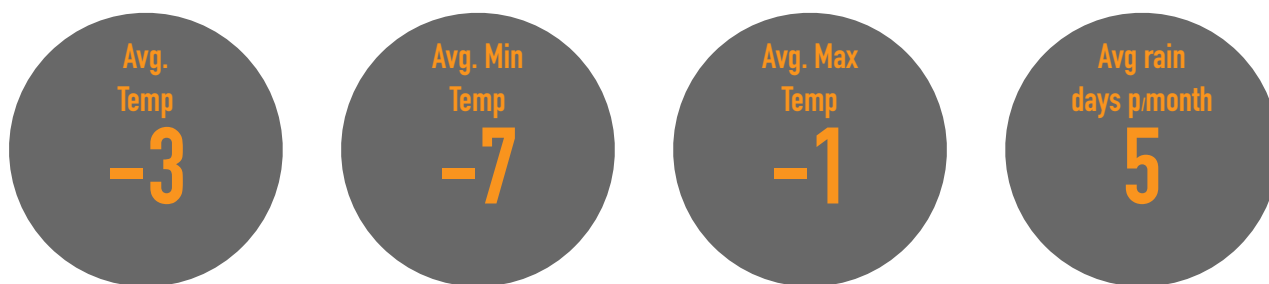 Avg.
Temp
–3
Avg. Min
Temp
–7
Avg. Max
Temp
–1
Avg rain
days p/month
5